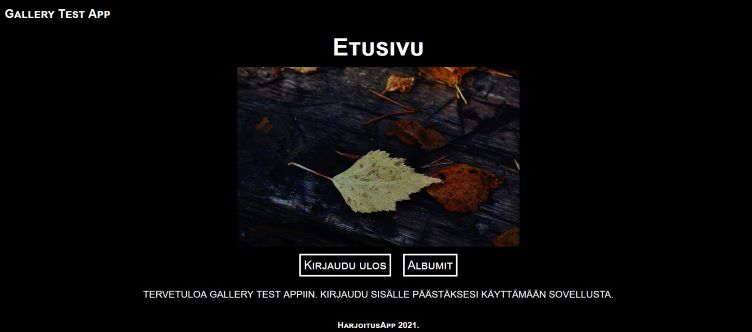 Gallery Test App
Etusivu
Kirjaudu ulos
Albumit
TERVETULOA GALLERY TEST APPIIN. KIRJAUDU SISÄLLE PÄÄSTÄKSESI KÄYTTÄMÄÄN SOVELLUSTA.
HarjoitusApp 2021.